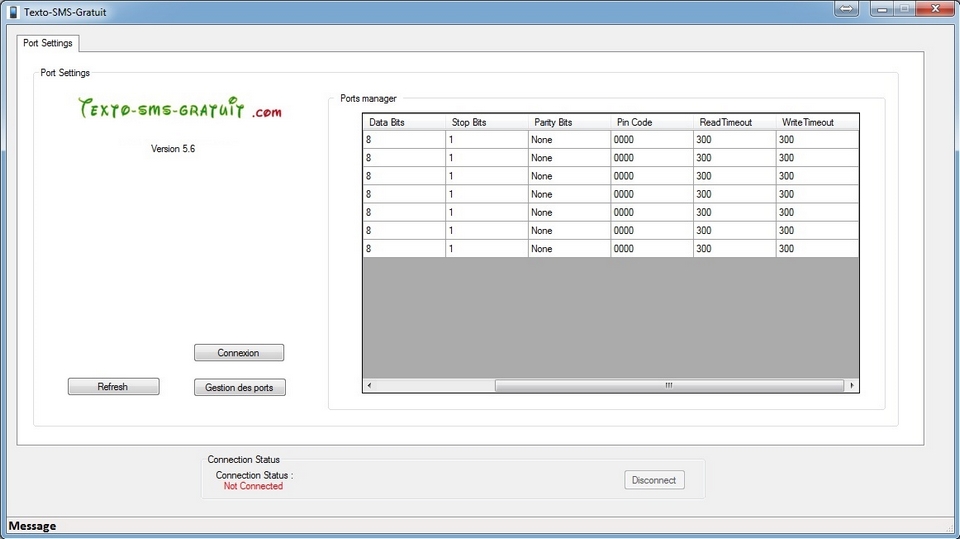 Texto-SMS-Gratuit
Port Settings
Port Settings
TEXTO-SMS-GRATUIT .com
Version 5.6
Ports manager
Data Bits Stop Bits Parity Bits Pin Code ReadTimeout WriteTimeout
8 1 None 0000 300 300
8 1 None 0000 300 300
8 1 None 0000 300 300
8 1 None 0000 300 300
8 1 None 0000 300 300
8 1 None 0000 300 300
8 1 None 0000 300 300
Connexion
Refresh Gestion des ports
Connection Status
Connection Status :
Not Connected
Disconnect
Message